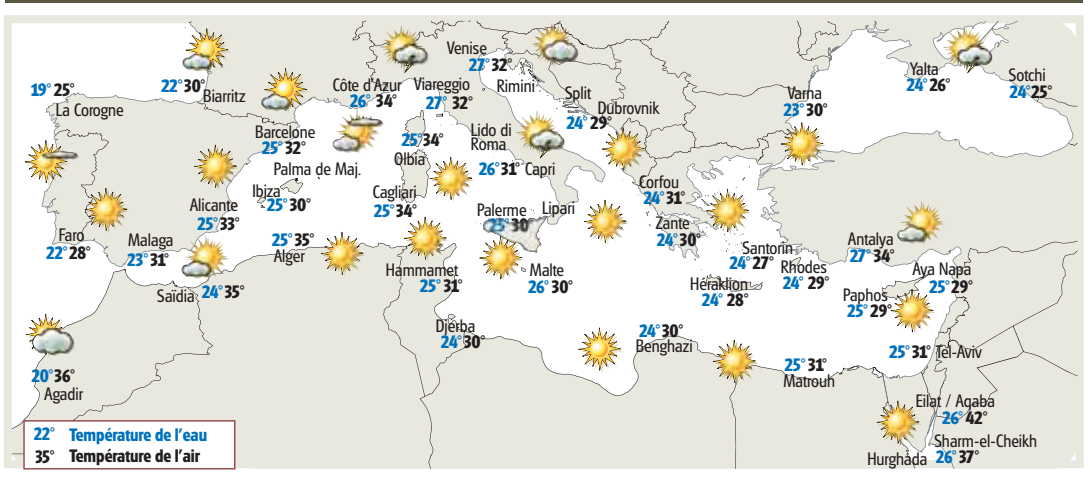 19° 25°
La Corogne
22° 30°
Biarritz
Côte d'Azur
26° 34°
Viareggio
27° 32°
Venise
27° 32°
Rimini
Split
Dubrovnik
24° 29°
Varna
23° 30°
Yalta
24° 26°
Sotchi
24° 25°
Barcelone
25° 32°
Palma de Maj.
25° 34°
Olbia
Lido di
Roma
26° 31° Capri
Ibiza
25° 30°
Cagliari
25° 34°
Alicante
25° 33°
Palerme
25° 30°
Lipari
Corfou
24° 31°
Zante
24° 30°
Faro
22° 28°
Malaga
23° 31°
25° 35°
Alger
Saïdia
24° 35°
Hammamet
25° 31°
Malte
26° 30°
Santorin
24° 27°
Héraklion
24° 28°
Rhodes
24° 29°
Antalya
27° 34°
Aya Napa
25° 29°
Paphos
25° 29°
Djerba
24° 30°
24° 30°
Benghazi
25° 31° Tel-Aviv
25° 31°
Matrouh
20° 36°
Agadir
Eilat / Aqaba
26° 42°
Sharm-el-Cheikh
Hurghada 26° 37°
22° Température de l'eau
35° Température de l'air